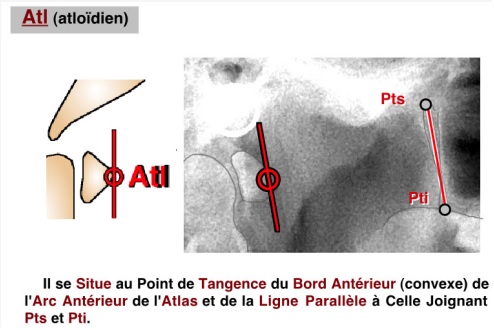 Atl (atloïdien)
Pts
Atl
Pti
Il se Situe au Point de Tangence du Bord Antérieur (convexe) de
l'Arc Antérieur de l'Atlas et de la Ligne Parallèle à Celle Joignant
Pts et Pti.